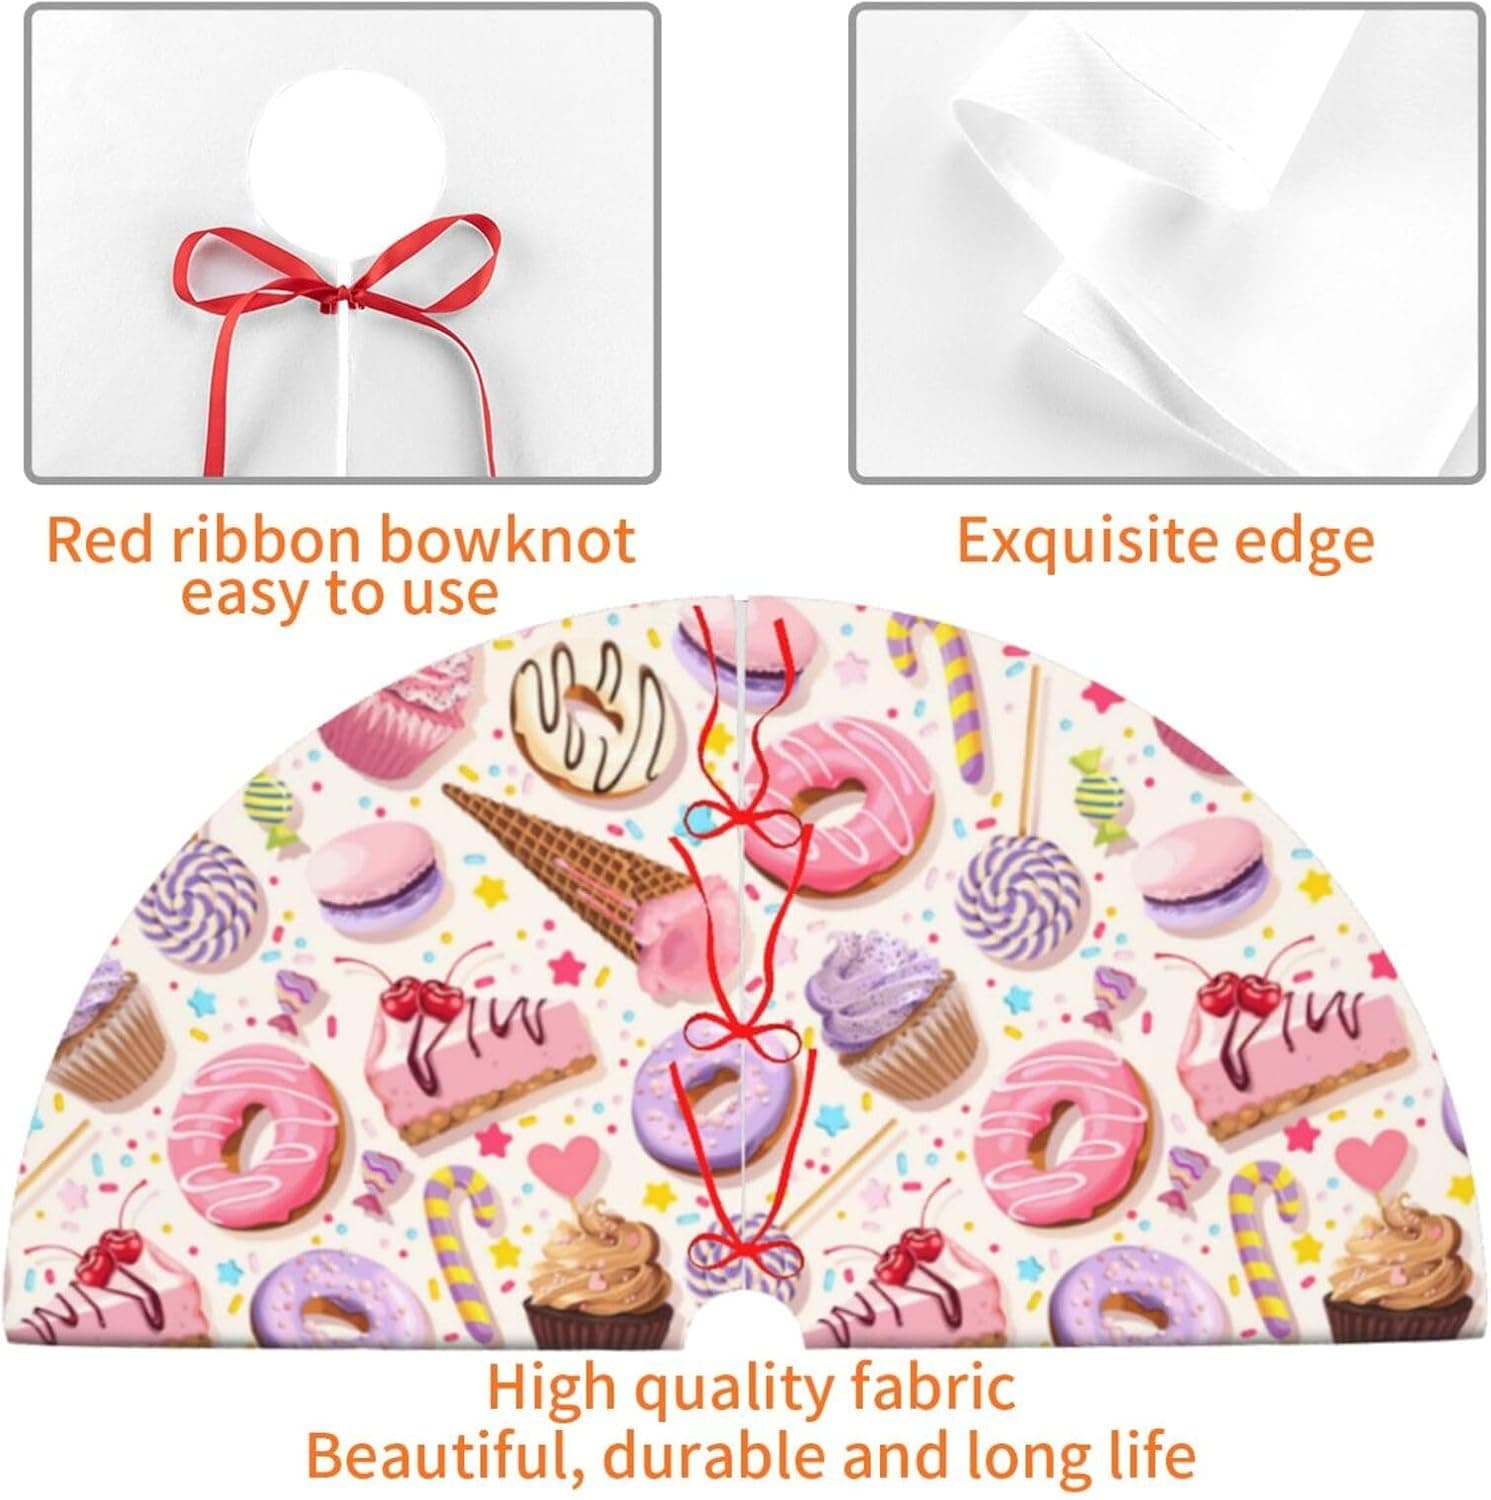 Red ribbon bowknot
easy to use
Exquisite edge
High quality fabric
Beautiful, durable and long life